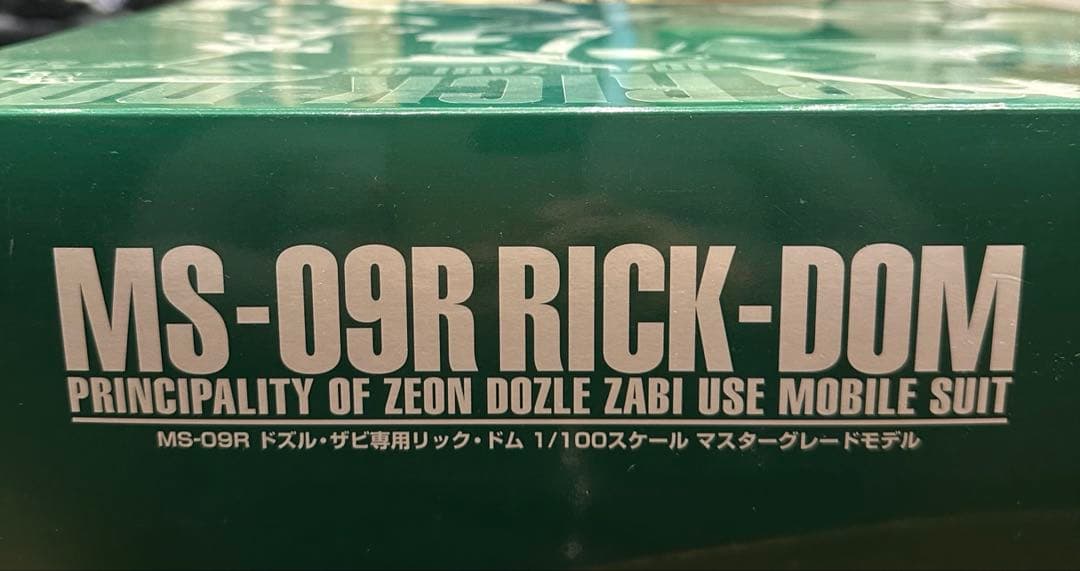 RICK-DOM
MS-09R RICK-DOM
PRINCIPALITY OF ZEON DOZLE ZABI USE MOBILE SUIT
MS-09R ドズル・ザビ専用リック・ドム 1/100スケール マスターグレードモデル